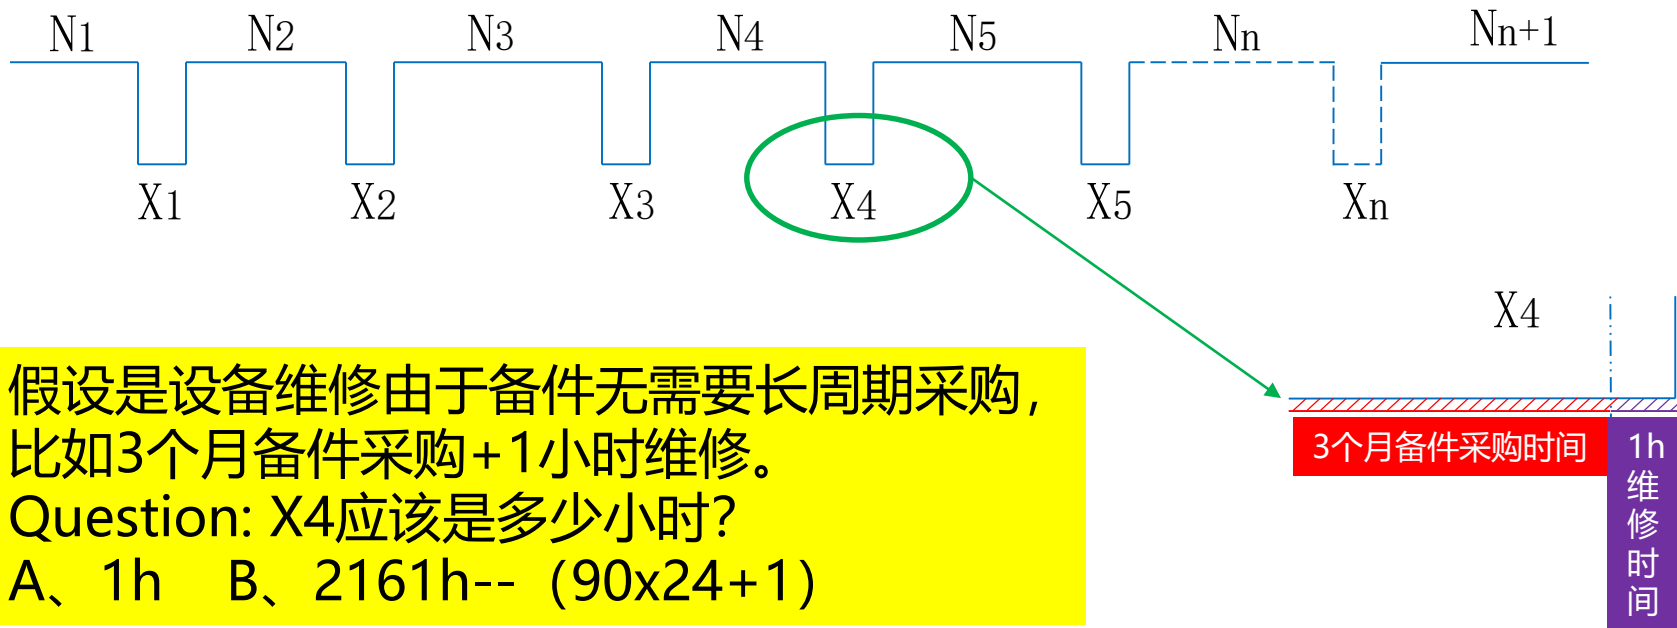 N1 N2 N3 N4 N5 Nn Nn+1
X1 X2 X3 X4 X5 Xn
X4
假设是设备维修由于备件无需要长周期采购，
比如3个月备件采购+1小时维修。
Question: X4应该是多少小时？
A、1h B、2161h--（90x24+1）
3个月备件采购时间
1h
维
修
时
间